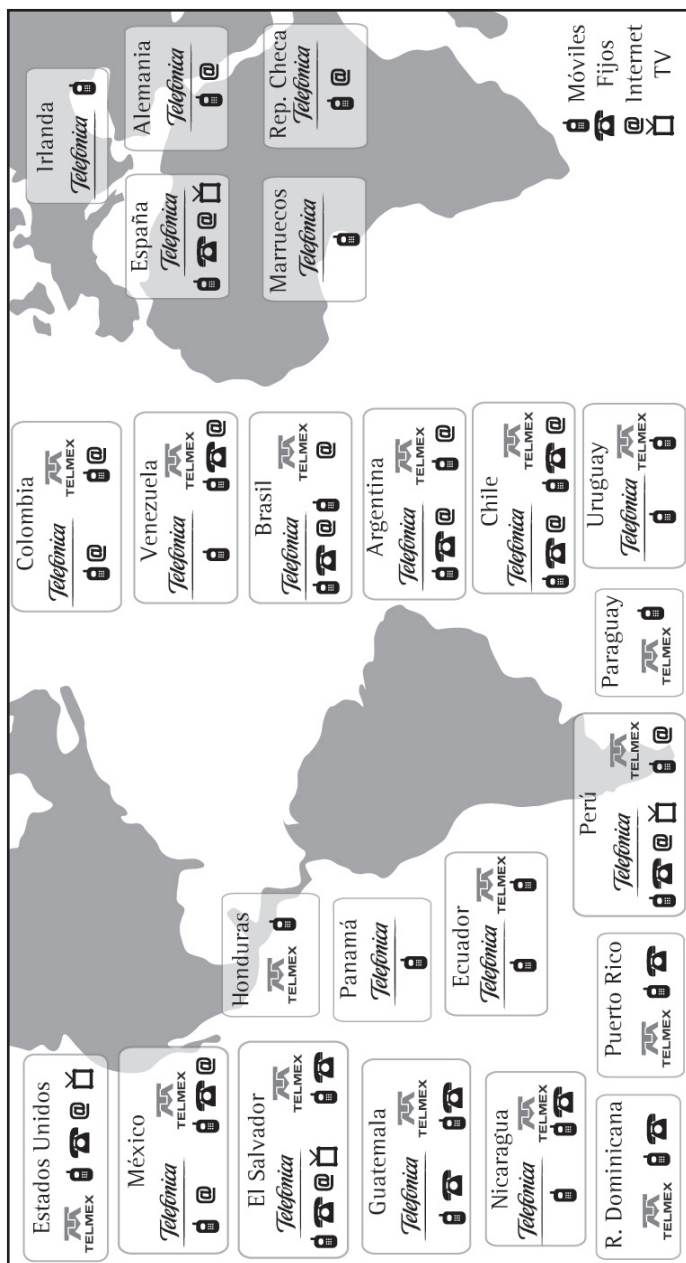 Estados Unidos
TELMEX
México
Telefónica
TELMEX
El Salvador
Telefónica
TELMEX
Guatemala
Telefónica
TELMEX
Nicaragua
Telefónica
TELMEX
R. Dominicana
TELMEX
Puerto Rico
TELMEX
Honduras
TELMEX
Panamá
Telefónica
Ecuador
Telefónica
TELMEX
Perú
Telefónica
TELMEX
Paraguay
TELMEX
Colombia
Telefónica
TELMEX
Venezuela
Telefónica
TELMEX
Brasil
Telefónica
TELMEX
Argentina
Telefónica
TELMEX
Chile
Telefónica
TELMEX
Uruguay
Telefónica
TELMEX
Irlanda
Telefónica
España
Telefónica
Alemania
Telefónica
Marruecos
Telefónica
Rep. Checa
Telefónica
Móviles
Fijos
@ Internet
TV